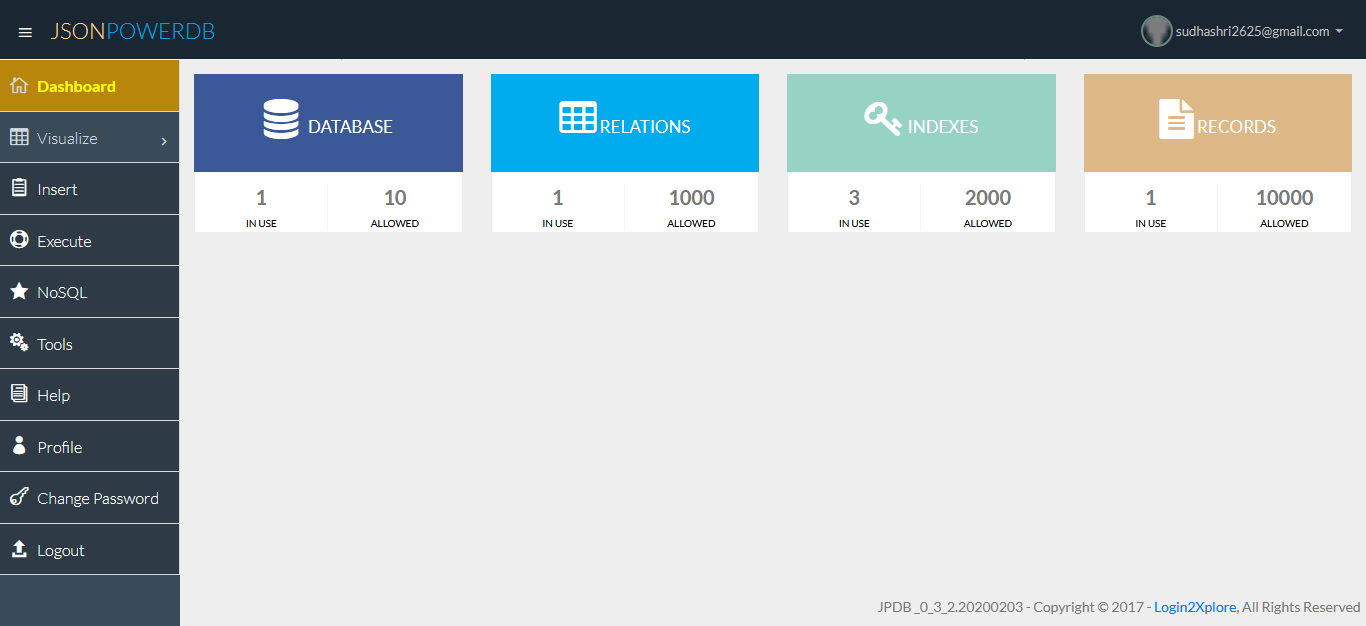 JSONPOWERDB
sudhashri2625@gmail.com
Dashboard
Visualize
Insert
Execute
NoSQL
Tools
Help
Profile
Change Password
Logout
DATABASE
1 10
IN USE ALLOWED
RELATIONS
1 1000
IN USE ALLOWED
INDEXES
3 2000
IN USE ALLOWED
RECORDS
1 10000
IN USE ALLOWED
JPDB _0_3_2.20200203 - Copyright © 2017 - Login2Xplore, All Rights Reserved